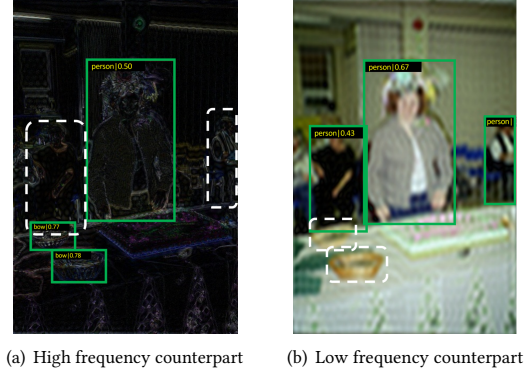 person|0.50
person|0.67
person|0.43
person|
bow|0.77
bow|0.78
(a) High frequency counterpart
(b) Low frequency counterpart